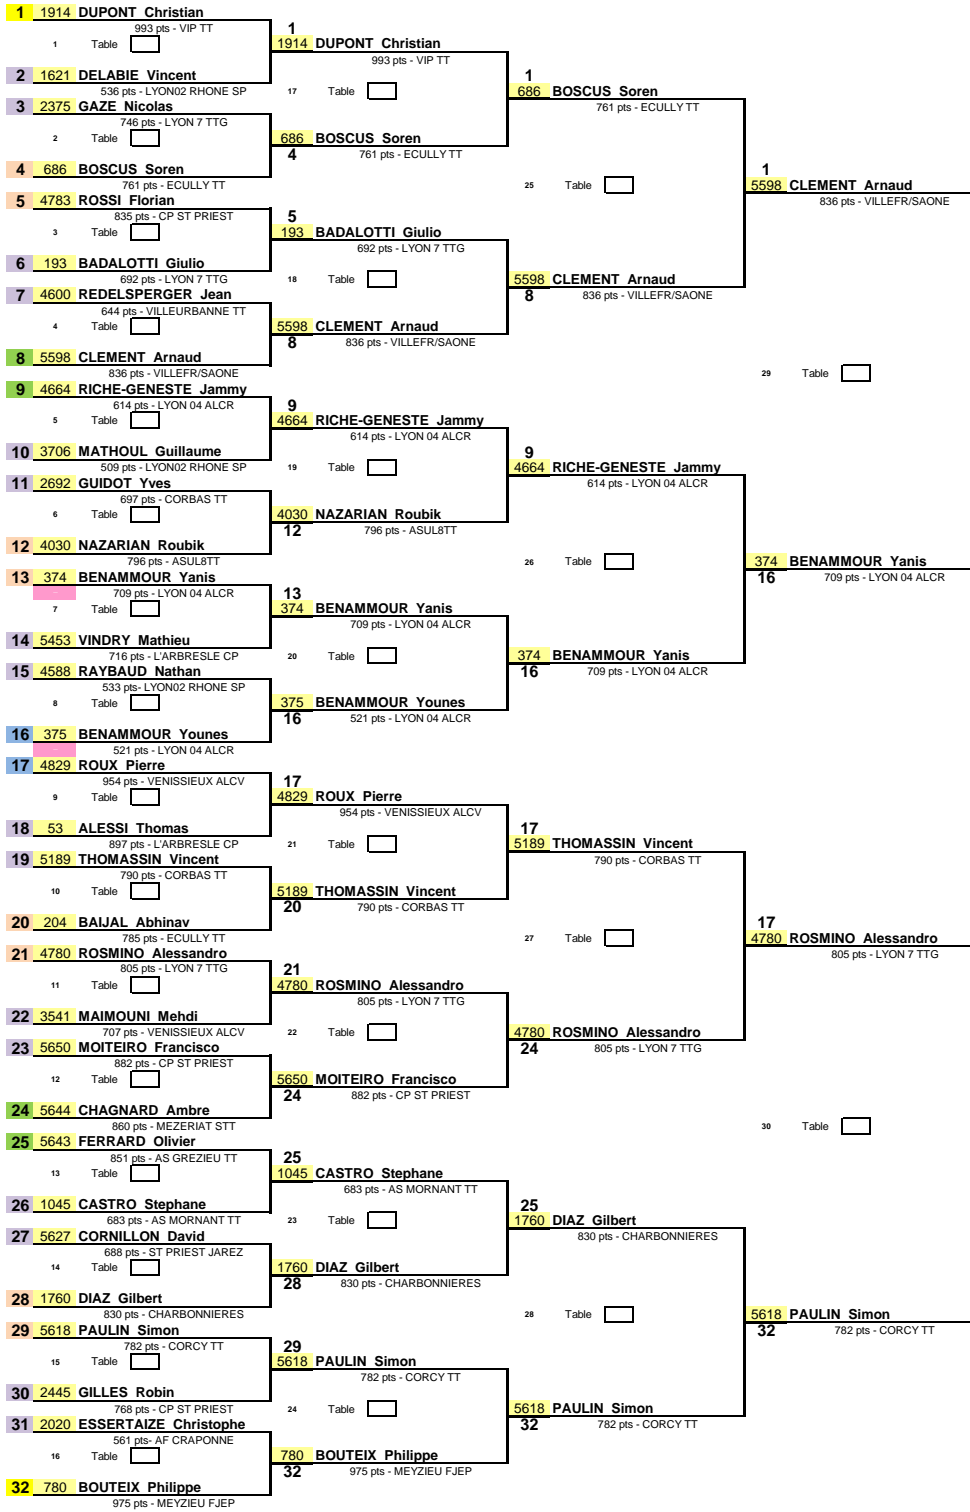 1 1914 DUPONT Christian
993 pts - VIP TT
1 Table
2 1621 DELABIE Vincent
536 pts - LYON02 RHONE SP
3 2375 GAZE Nicolas
746 pts - LYON 7 TTG
2 Table
4 686 BOSCUS Soren
761 pts - ECULLY TT
5 4783 ROSSI Florian
835 pts - CP ST PRIEST
3 Table
6 193 BADALOTTI Giulio
692 pts - LYON 7 TTG
7 4600 REDELSPERGER Jean
644 pts - VILLEURBANNE TT
4 Table
8 5598 CLEMENT Arnaud
836 pts - VILLEFR/SAONE
9 4664 RICHE-GENESTE Jammy
614 pts - LYON 04 ALCR
5 Table
10 3706 MATHOUL Guillaume
509 pts - LYON02 RHONE SP
11 2692 GUIDOT Yves
697 pts - CORBAS TT
6 Table
12 4030 NAZARIAN Roubik
796 pts - ASUL8TT
13 374 BENAMMOUR Yanis
709 pts - LYON 04 ALCR
7 Table
14 5453 VINDRY Mathieu
716 pts - L'ARBRESLE CP
15 4588 RAYBAUD Nathan
533 pts- LYON02 RHONE SP
8 Table
16 375 BENAMMOUR Younes
521 pts - LYON 04 ALCR
17 4829 ROUX Pierre
954 pts - VENISSIEUX ALCV
9 Table
18 53 ALESSI Thomas
897 pts - L'ARBRESLE CP
19 5189 THOMASSIN Vincent
790 pts - CORBAS TT
10 Table
20 204 BAIJAL Abhinav
785 pts - ECULLY TT
21 4780 ROSMINO Alessandro
805 pts - LYON 7 TTG
11 Table
22 3541 MAIMOUNI Mehdi
707 pts - VENISSIEUX ALCV
23 5650 MOITEIRO Francisco
882 pts - CP ST PRIEST
12 Table
24 5644 CHAGNARD Ambre
860 pts - MEZERIAT STT
25 5643 FERRARD Olivier
851 pts - AS GREZIEU TT
13 Table
26 1045 CASTRO Stephane
683 pts - AS MORNANT TT
27 5627 CORNILLON David
688 pts - ST PRIEST JAREZ
14 Table
28 1760 DIAZ Gilbert
830 pts - CHARBONNIERES
29 5618 PAULIN Simon
782 pts - CORCY TT
15 Table
30 2445 GILLES Robin
768 pts - CP ST PRIEST
31 2020 ESSERTAIZE Christophe
561 pts- AF CRAPONNE
16 Table
32 780 BOUTEIX Philippe
975 pts - MEYZIEU FJEP
1
1914 DUPONT Christian
993 pts - VIP TT
17 Table
686 BOSCUS Soren
4 761 pts - ECULLY TT
5
193 BADALOTTI Giulio
692 pts - LYON 7 TTG
18 Table
5598 CLEMENT Arnaud
8 836 pts - VILLEFR/SAONE
9
4664 RICHE-GENESTE Jammy
614 pts - LYON 04 ALCR
19 Table
4030 NAZARIAN Roubik
12 796 pts - ASUL8TT
13
374 BENAMMOUR Yanis
709 pts - LYON 04 ALCR
20 Table
375 BENAMMOUR Younes
16 521 pts - LYON 04 ALCR
17
4829 ROUX Pierre
954 pts - VENISSIEUX ALCV
21 Table
5189 THOMASSIN Vincent
20 790 pts - CORBAS TT
21
4780 ROSMINO Alessandro
805 pts - LYON 7 TTG
22 Table
5650 MOITEIRO Francisco
24 882 pts - CP ST PRIEST
25
1045 CASTRO Stephane
683 pts - AS MORNANT TT
23 Table
1760 DIAZ Gilbert
28 830 pts - CHARBONNIERES
29
5618 PAULIN Simon
782 pts - CORCY TT
24 Table
780 BOUTEIX Philippe
32 975 pts - MEYZIEU FJEP
1
686 BOSCUS Soren
761 pts - ECULLY TT
25 Table
5598 CLEMENT Arnaud
8 836 pts - VILLEFR/SAONE
9
4664 RICHE-GENESTE Jammy
614 pts - LYON 04 ALCR
26 Table
374 BENAMMOUR Yanis
16 709 pts - LYON 04 ALCR
17
5189 THOMASSIN Vincent
790 pts - CORBAS TT
27 Table
4780 ROSMINO Alessandro
24 805 pts - LYON 7 TTG
25
1760 DIAZ Gilbert
830 pts - CHARBONNIERES
28 Table
5618 PAULIN Simon
32 782 pts - CORCY TT
1
5598 CLEMENT Arnaud
836 pts - VILLEFR/SAONE
29 Table
374 BENAMMOUR Yanis
16 709 pts - LYON 04 ALCR
17
4780 ROSMINO Alessandro
805 pts - LYON 7 TTG
30 Table
5618 PAULIN Simon
32 782 pts - CORCY TT